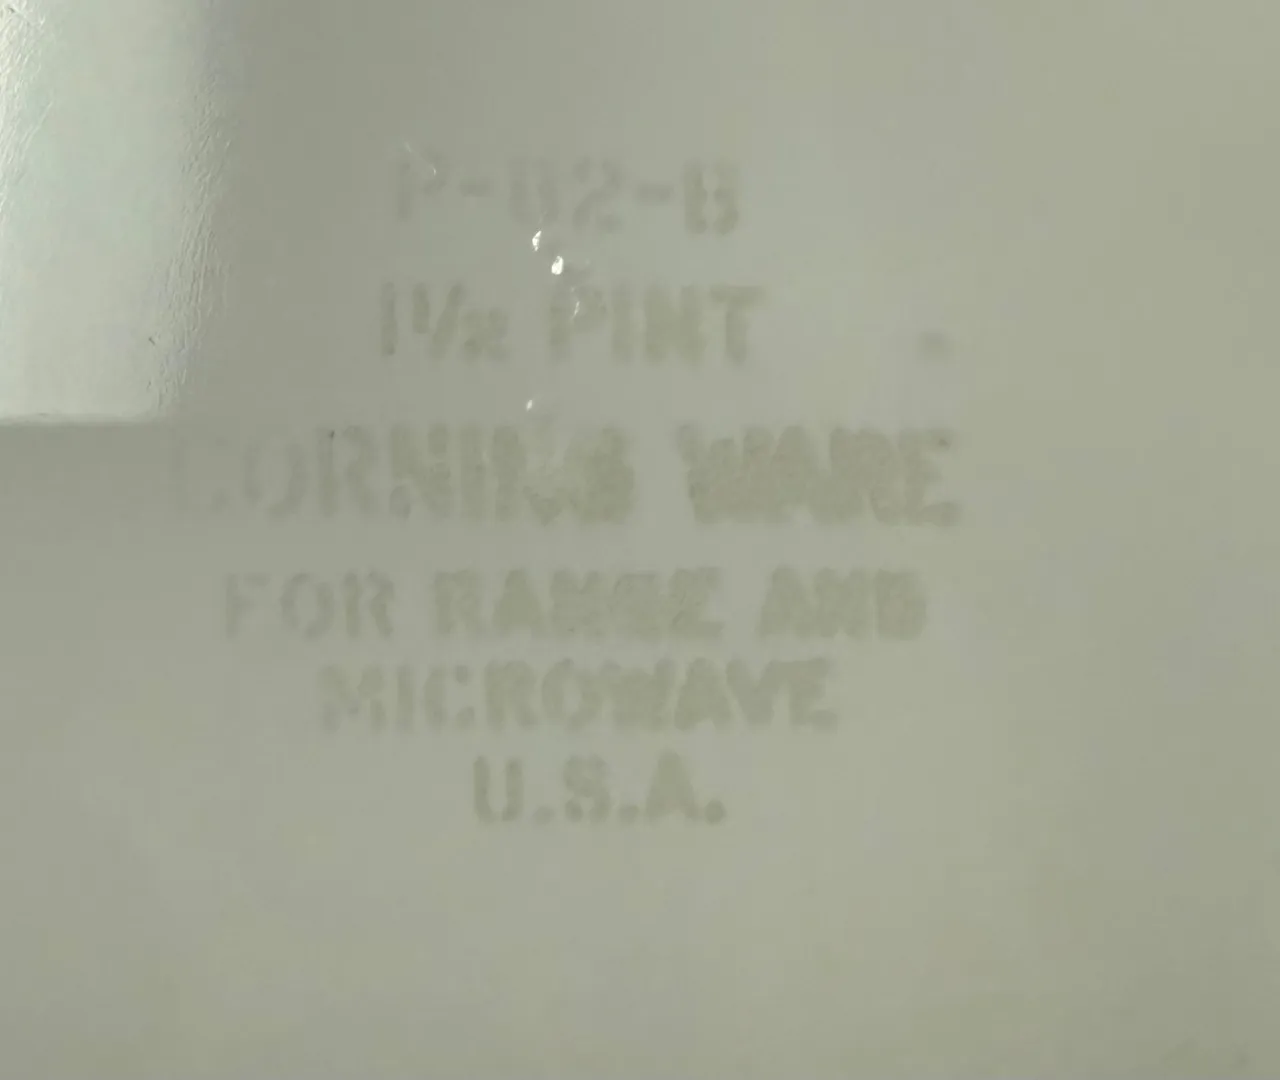 P-82-B
1½ PINT
CORNING WARE
FOR RANGE AND
MICROWAVE
U.S.A.